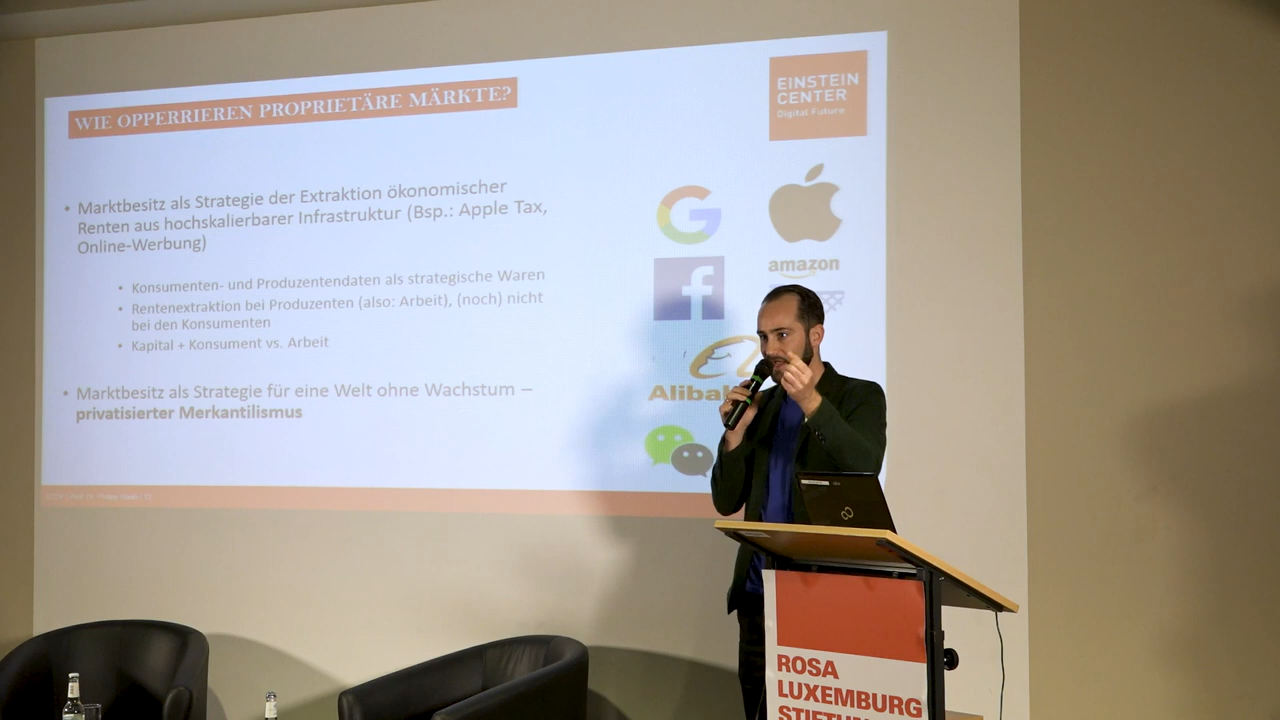 WIE OPPERRIEREN PROPRIETÄRE MÄRKTE?
EINSTEIN
CENTER
Digital Future
• Marktbesitz als Strategie der Extraktion ökonomischer
Renten aus hochskalierbarer Infrastruktur (Bsp.: Apple Tax,
Online-Werbung)
• Konsumenten- und Produzentendaten als strategische Waren
• Rentenextraktion bei Produzenten (also: Arbeit), (noch) nicht
bei den Konsumenten
• Kapital + Konsument vs. Arbeit
• Marktbesitz als Strategie für eine Welt ohne Wachstum –
privatisierter Merkantilismus
amazon
ROSA
LUXEMBURG